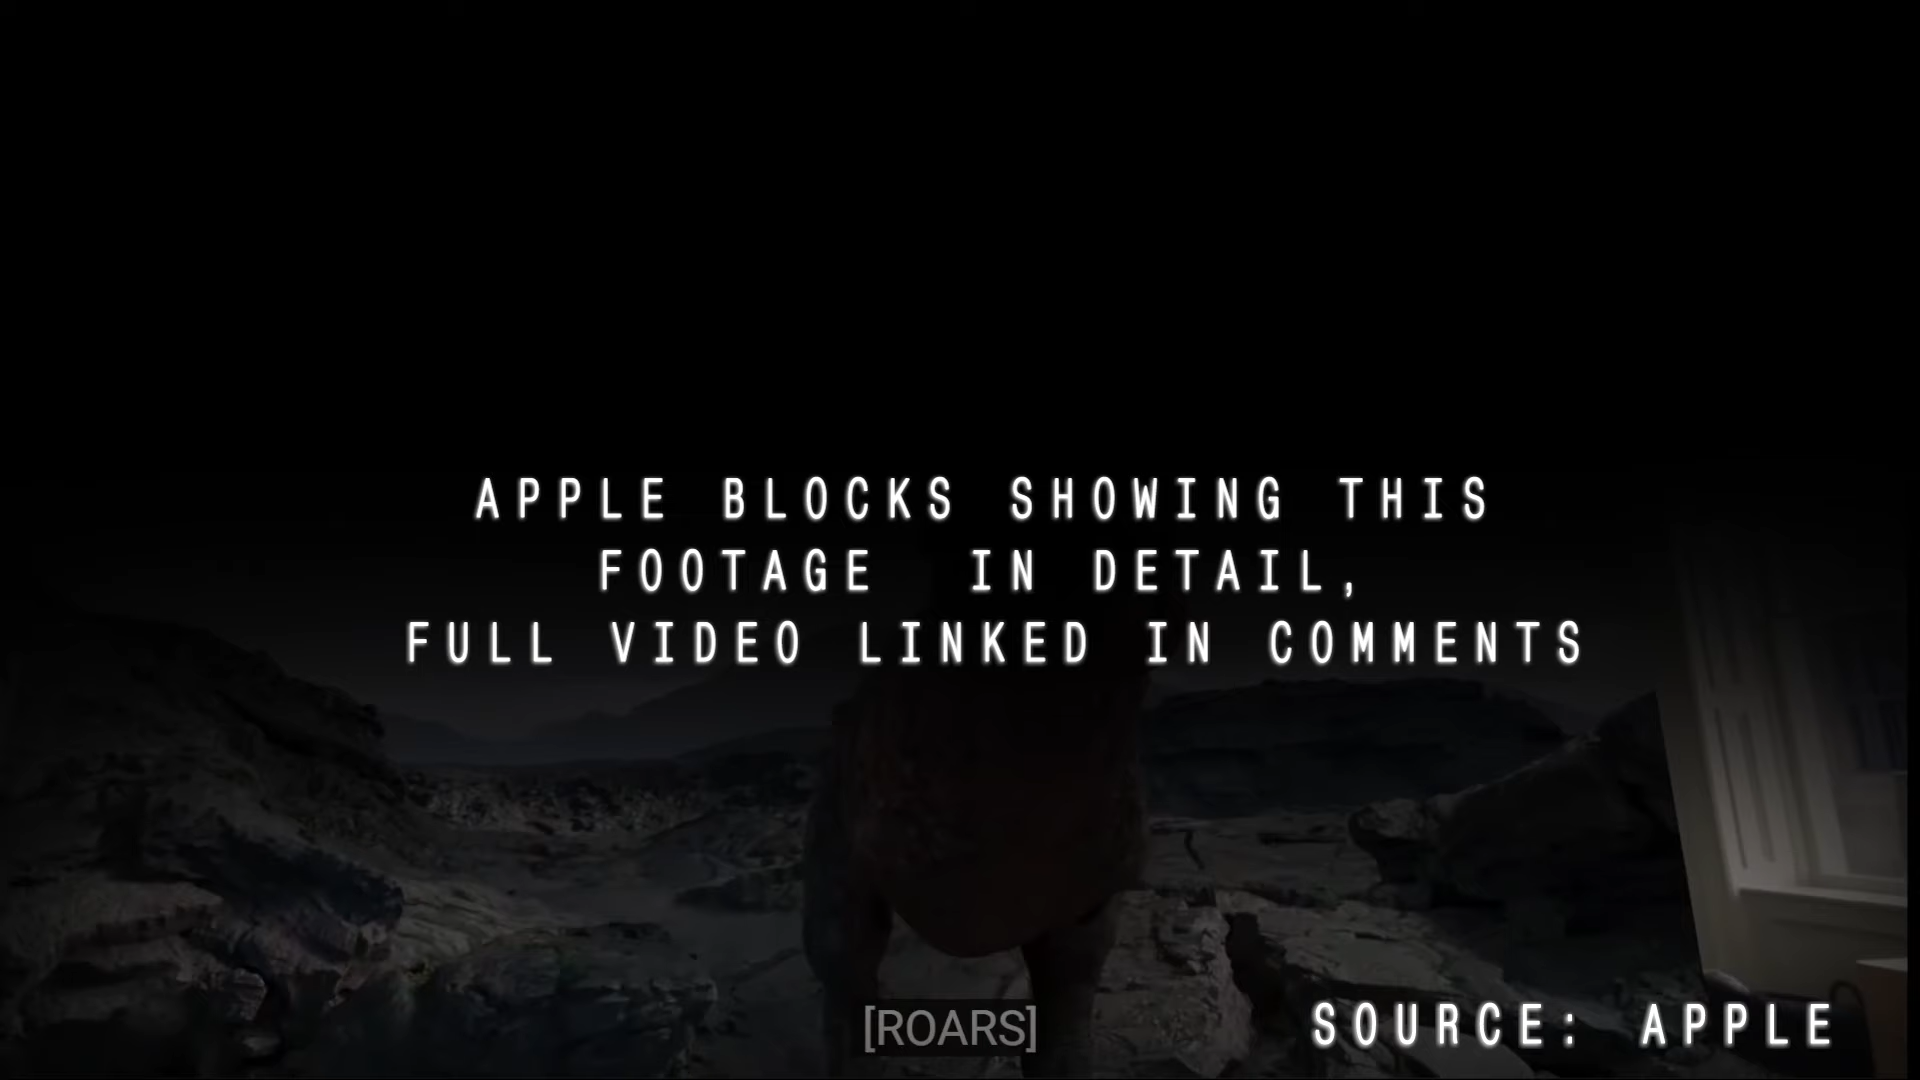 APPLE BLOCKS SHOWING THIS
FOOTAGE IN DETAIL,
FULL VIDEO LINKED IN COMMENTS
[ROARS]
SOURCE: APPLE